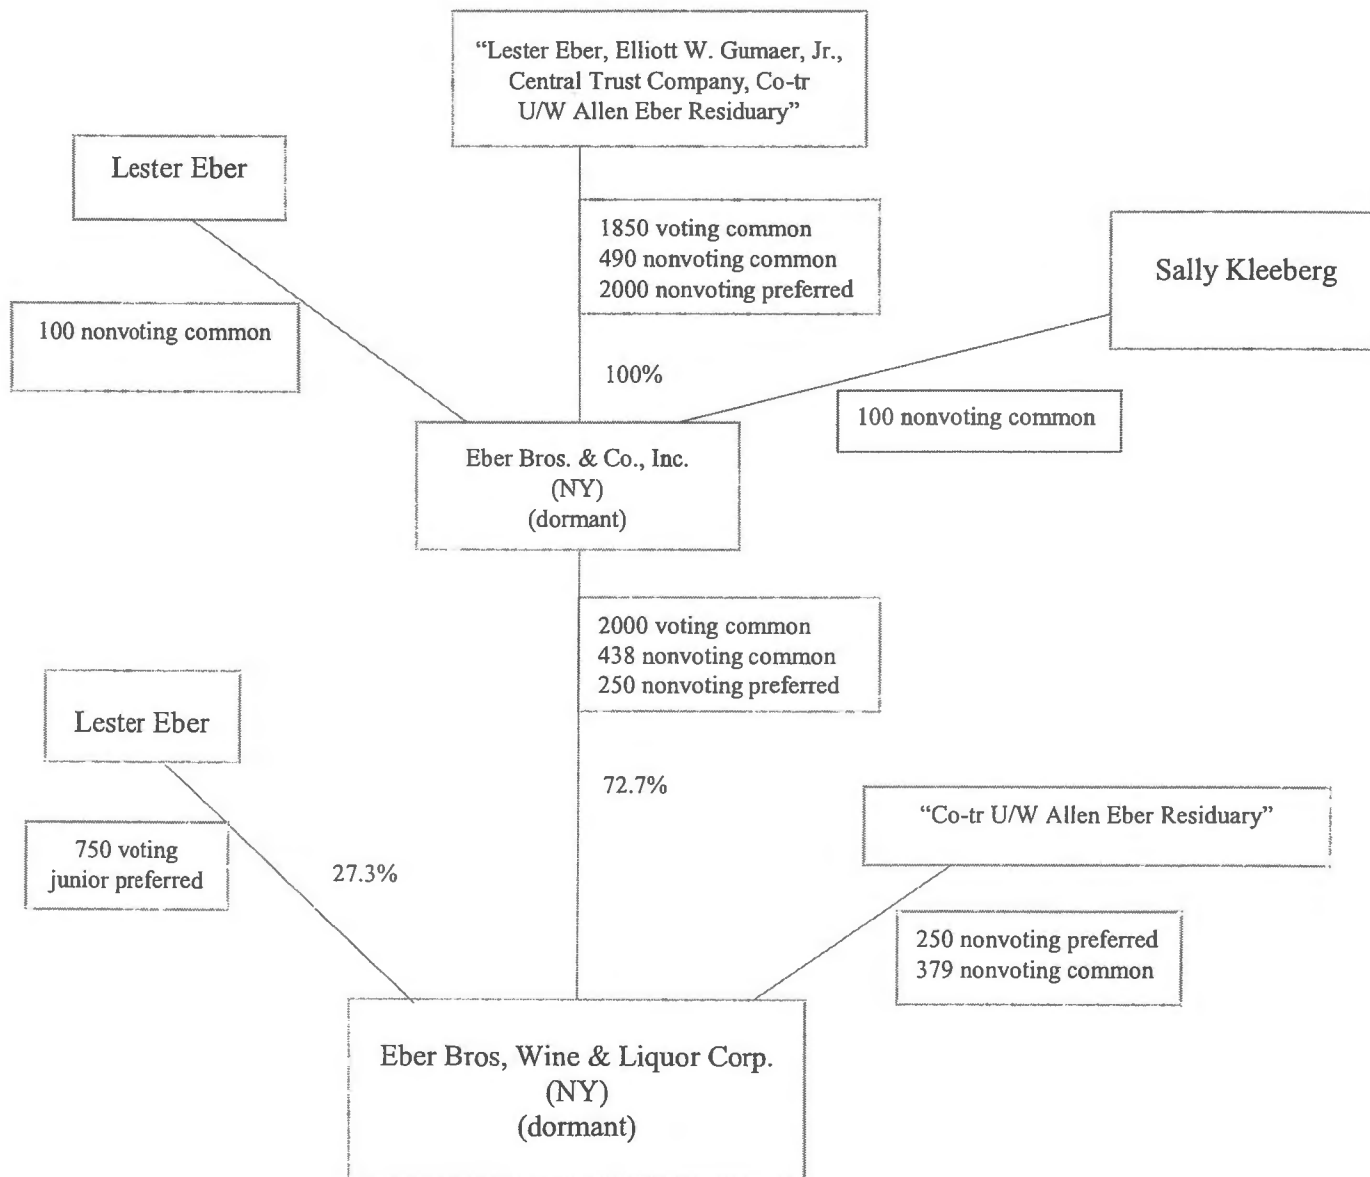 “Lester Eber, Elliott W. Gumaer, Jr.,
Central Trust Company, Co-tr
U/W Allen Eber Residuary”
Lester Eber
1850 voting common
490 nonvoting common
2000 nonvoting preferred
Sally Kleeberg
100 nonvoting common
100%
100 nonvoting common
Eber Bros. & Co., Inc.
(NY)
(dormant)
2000 voting common
438 nonvoting common
250 nonvoting preferred
Lester Eber
72.7%
“Co-tr U/W Allen Eber Residuary”
750 voting
junior preferred
27.3%
250 nonvoting preferred
379 nonvoting common
Eber Bros, Wine & Liquor Corp.
(NY)
(dormant)